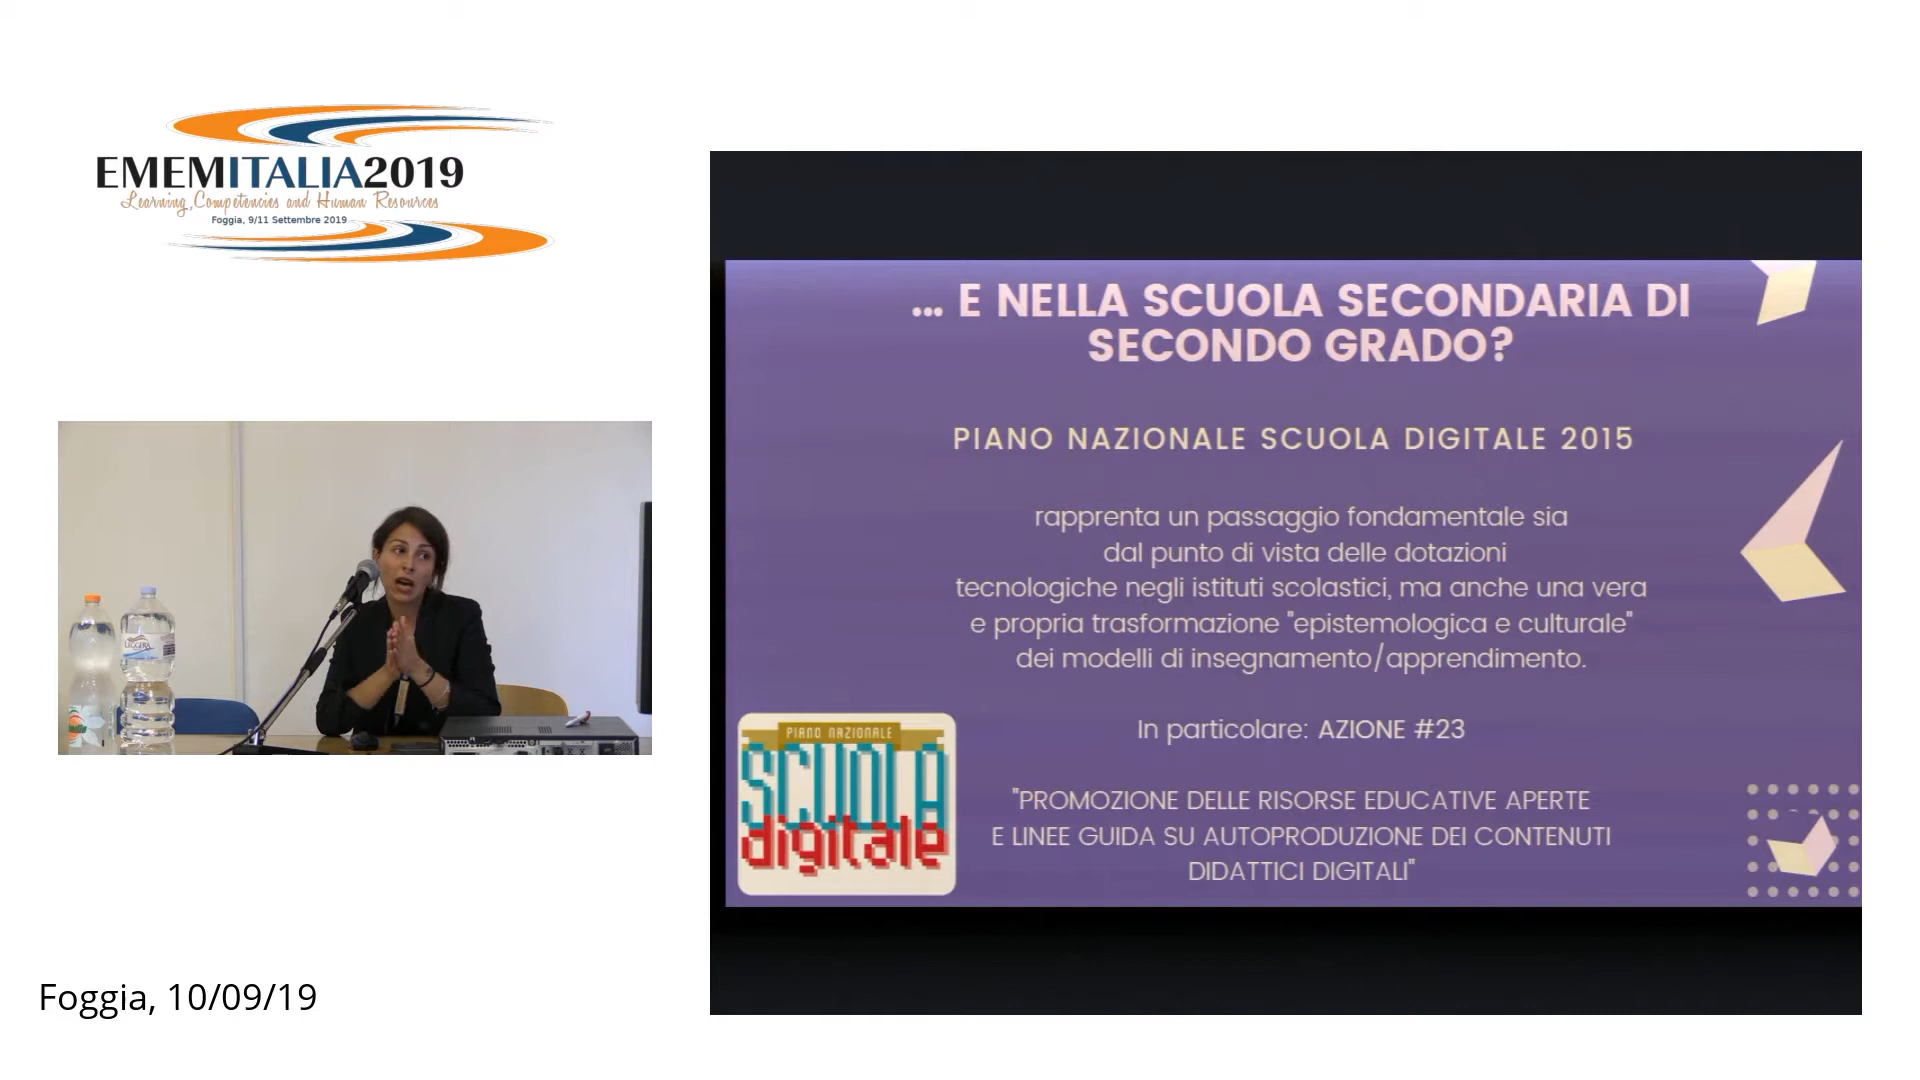 EMEMITALIA2019
Learning, Competencies and Human Resources
Foggia, 9/11 Settembre 2019
LEGGERA
Foggia, 10/09/19
... E NELLA SCUOLA SECONDARIA DI
SECONDO GRADO?
PIANO NAZIONALE SCUOLA DIGITALE 2015
rapprenta un passaggio fondamentale sia
dal punto di vista delle dotazioni
tecnologiche negli istituti scolastici, ma anche una vera
e propria trasformazione "epistemologica e culturale"
dei modelli di insegnamento/apprendimento.
In particolare: AZIONE #23
"PROMOZIONE DELLE RISORSE EDUCATIVE APERTE
E LINEE GUIDA SU AUTOPRODUZIONE DEI CONTENUTI
DIDATTICI DIGITALI"
PIANO NAZIONALE
SCUOLA
digitale